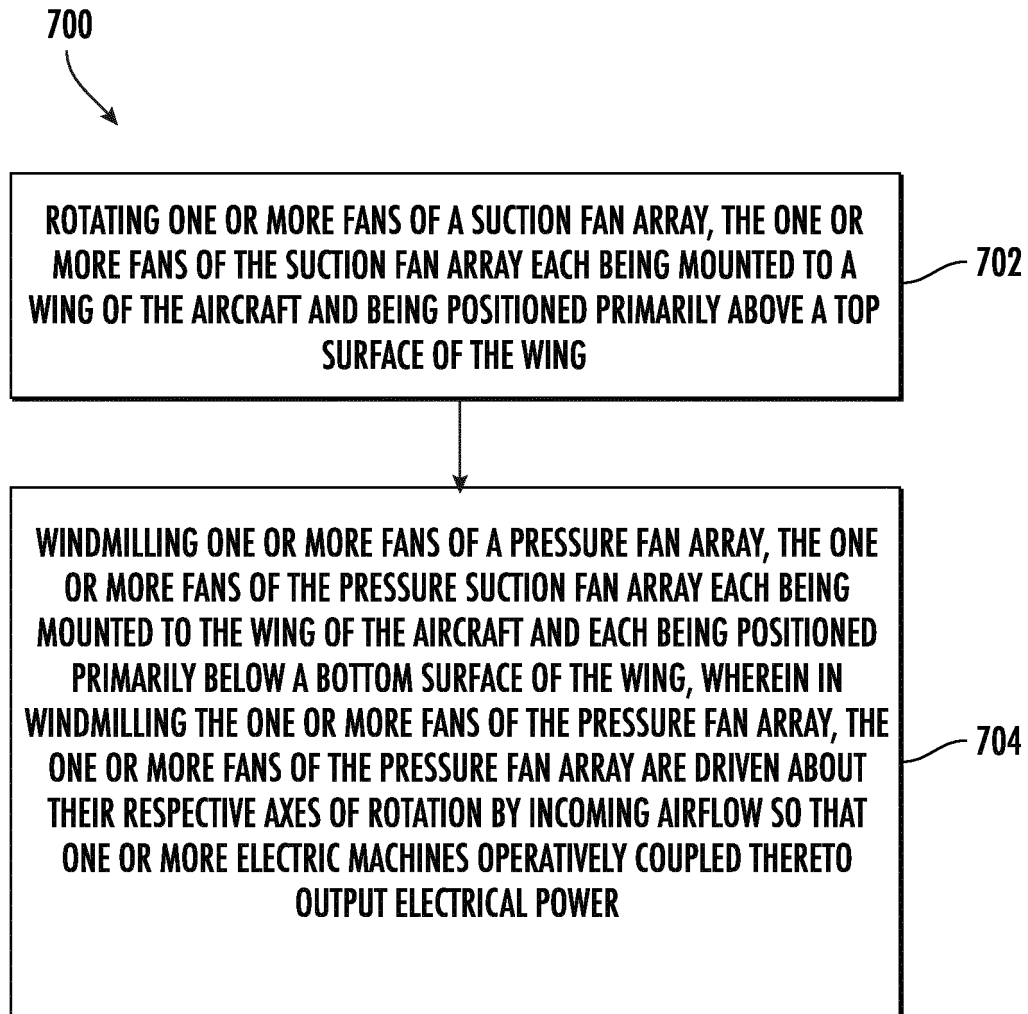 700
ROTATING ONE OR MORE FANS OF A SUCTION FAN ARRAY, THE ONE OR
MORE FANS OF THE SUCTION FAN ARRAY EACH BEING MOUNTED TO A
WING OF THE AIRCRAFT AND BEING POSITIONED PRIMARILY ABOVE A TOP
SURFACE OF THE WING
702
WINDMILLING ONE OR MORE FANS OF A PRESSURE FAN ARRAY, THE ONE
OR MORE FANS OF THE PRESSURE SUCTION FAN ARRAY EACH BEING
MOUNTED TO THE WING OF THE AIRCRAFT AND EACH BEING POSITIONED
PRIMARILY BELOW A BOTTOM SURFACE OF THE WING, WHEREIN IN
WINDMILLING THE ONE OR MORE FANS OF THE PRESSURE FAN ARRAY, THE
ONE OR MORE FANS OF THE PRESSURE FAN ARRAY ARE DRIVEN ABOUT
THEIR RESPECTIVE AXES OF ROTATION BY INCOMING AIRFLOW SO THAT
ONE OR MORE ELECTRIC MACHINES OPERATIVELY COUPLED THERETO
OUTPUT ELECTRICAL POWER
704